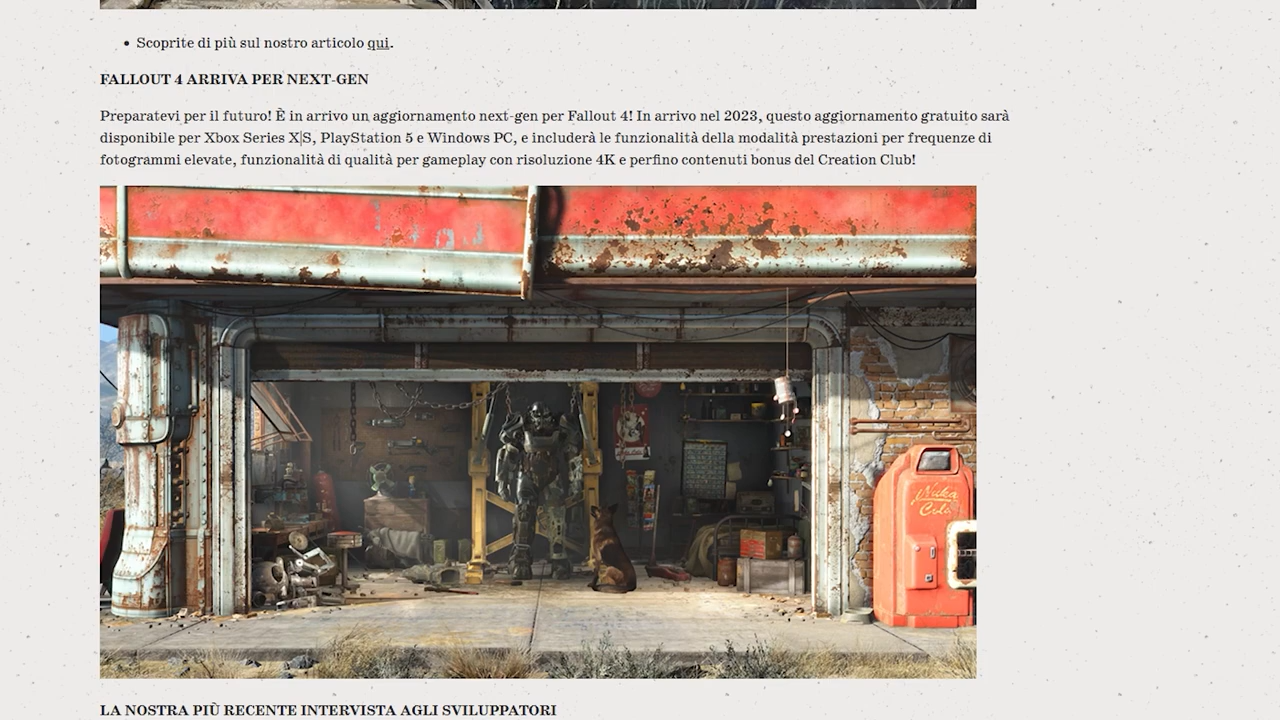 • Scoprite di più sul nostro articolo qui.
FALLOUT 4 ARRIVA PER NEXT-GEN
Preparatevi per il futuro! È in arrivo un aggiornamento next-gen per Fallout 4! In arrivo nel 2023, questo aggiornamento gratuito sarà
disponibile per Xbox Series X|S, PlayStation 5 e Windows PC, e includerà le funzionalità della modalità prestazioni per frequenze di
fotogrammi elevate, funzionalità di qualità per gameplay con risoluzione 4K e perfino contenuti bonus del Creation Club!
Nuka
Cola
LA NOSTRA PIÙ RECENTE INTERVISTA AGLI SVILUPPATORI